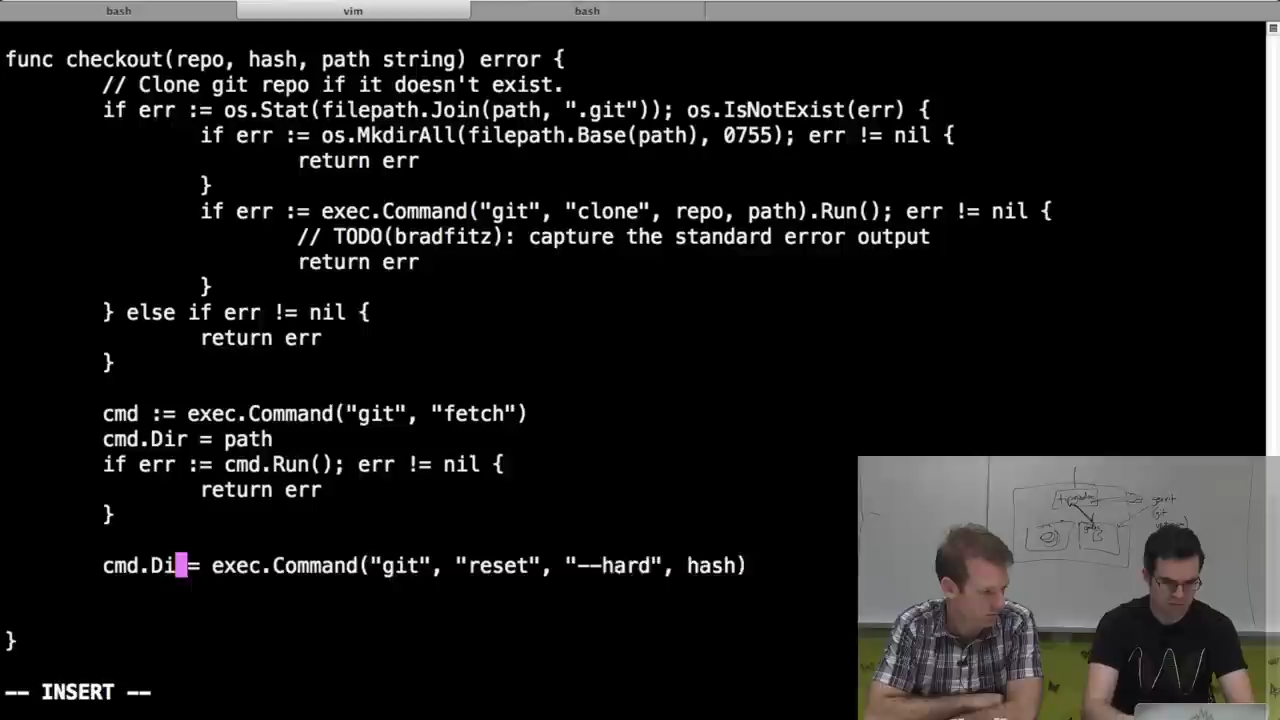 bash vim bash
func checkout(repo, hash, path string) error {
// Clone git repo if it doesn't exist.
if err := os.Stat(filepath.Join(path, ".git")); os.IsNotExist(err) {
if err := os.MkdirAll(filepath.Base(path), 0755); err != nil {
return err
}
if err := exec.Command("git", "clone", repo, path).Run(); err != nil {
// TODO(bradfitz): capture the standard error output
return err
}
} else if err != nil {
return err
}
cmd := exec.Command("git", "fetch")
cmd.Dir = path
if err := cmd.Run(); err != nil {
return err
}
cmd.Di = exec.Command("git", "reset", "--hard", hash)
}
-- INSERT --